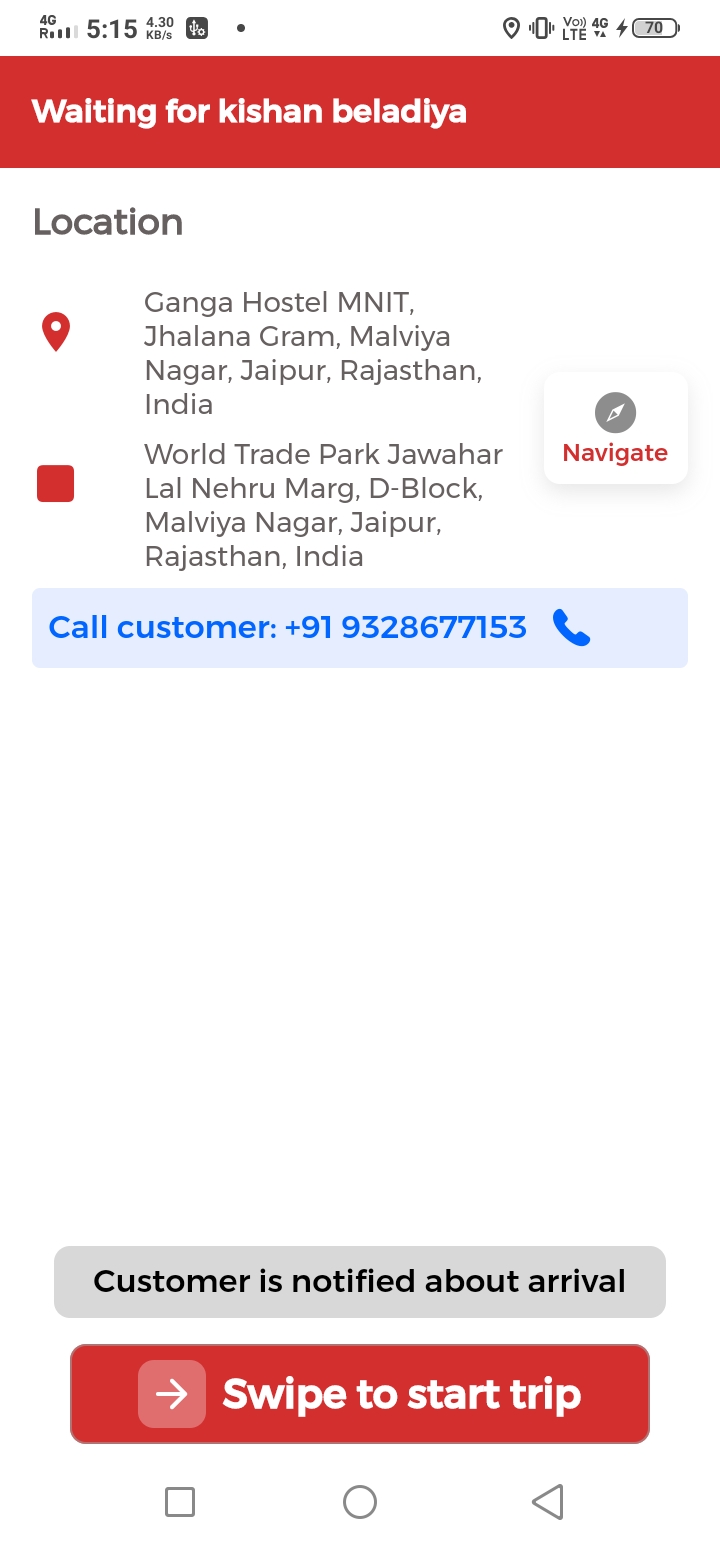 4G
R
5:15
4.30
KB/s
Vo))
LTE
4G
70
Waiting for kishan beladiya
Location
Ganga Hostel MNIT,
Jhalana Gram, Malviya
Nagar, Jaipur, Rajasthan,
India
World Trade Park Jawahar
Lal Nehru Marg, D-Block,
Malviya Nagar, Jaipur,
Rajasthan, India
Navigate
Call customer: +91 9328677153
Customer is notified about arrival
Swipe to start trip